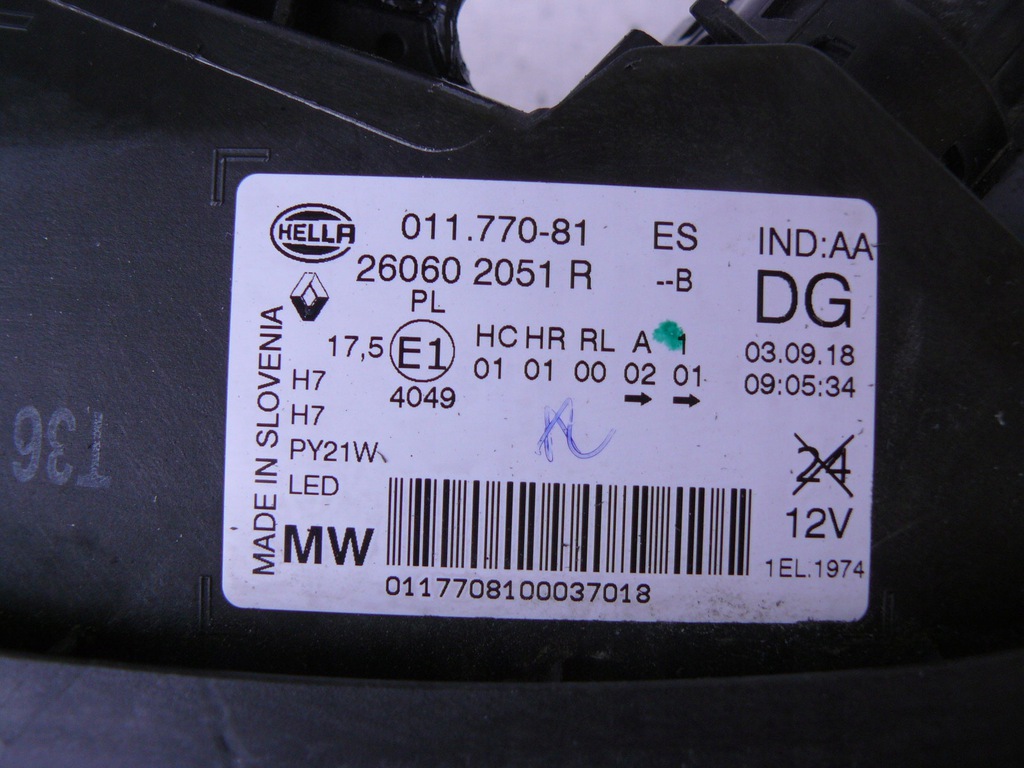 HELLA 011.770-81 ES IND:AA
26060 2051 R --B DG
PL
17,5 E1 HC HR RL A 1 03.09.18
4049 01 01 00 02 01 09:05:34
H7
H7
PY21W
LED
24
12V
MW
1EL.1974
0117708100037018
MADE IN SLOVENIA
T36